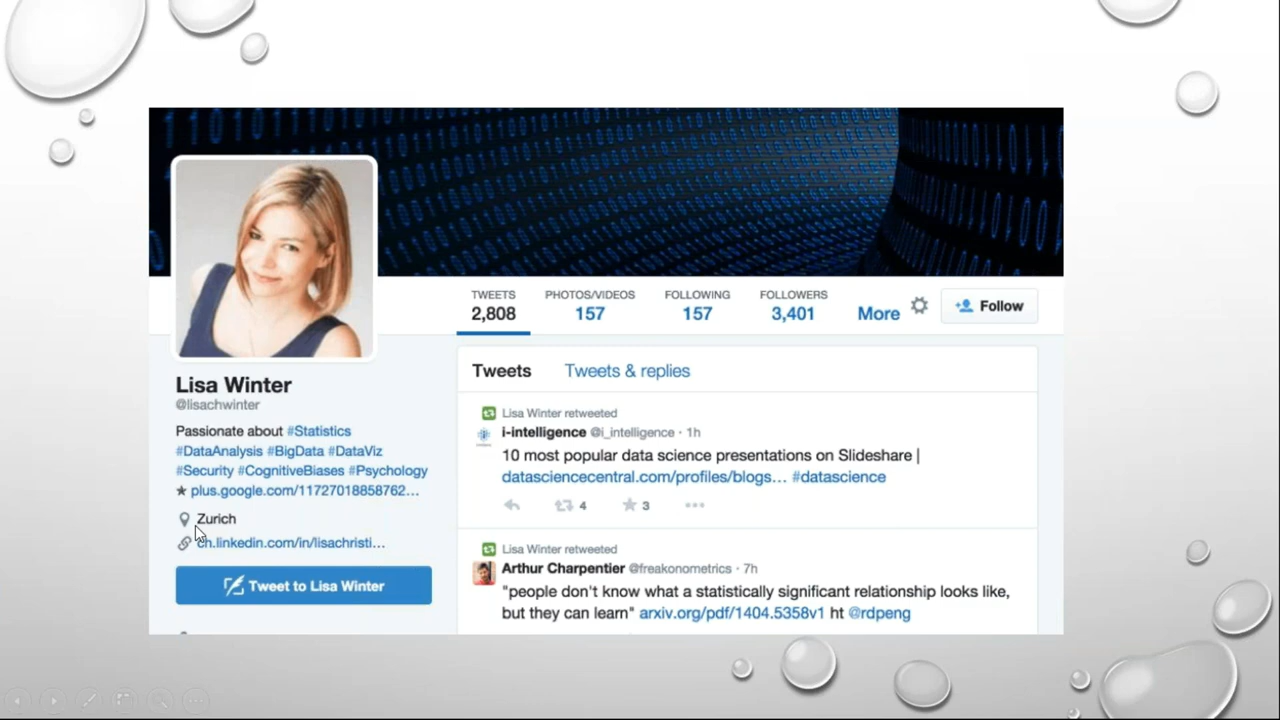 TWEETS PHOTOS/VIDEOS FOLLOWING FOLLOWERS
2,808 157 157 3,401 More Follow
Lisa Winter
@lisachwinter
Passionate about #Statistics
#DataAnalysis #BigData #DataViz
#Security #CognitiveBiases #Psychology
★ plus.google.com/11727018858762...
Zurich
ch.linkedin.com/in/lisachristi...
Tweet to Lisa Winter
Tweets Tweets & replies
Lisa Winter retweeted
i-intelligence @i_intelligence · 1h
10 most popular data science presentations on Slideshare |
datasciencecentral.com/profiles/blogs... #datascience
4 3
Lisa Winter retweeted
Arthur Charpentier @freakonometrics · 7h
"people don't know what a statistically significant relationship looks like,
but they can learn" arxiv.org/pdf/1404.5358v1 ht @rdpeng